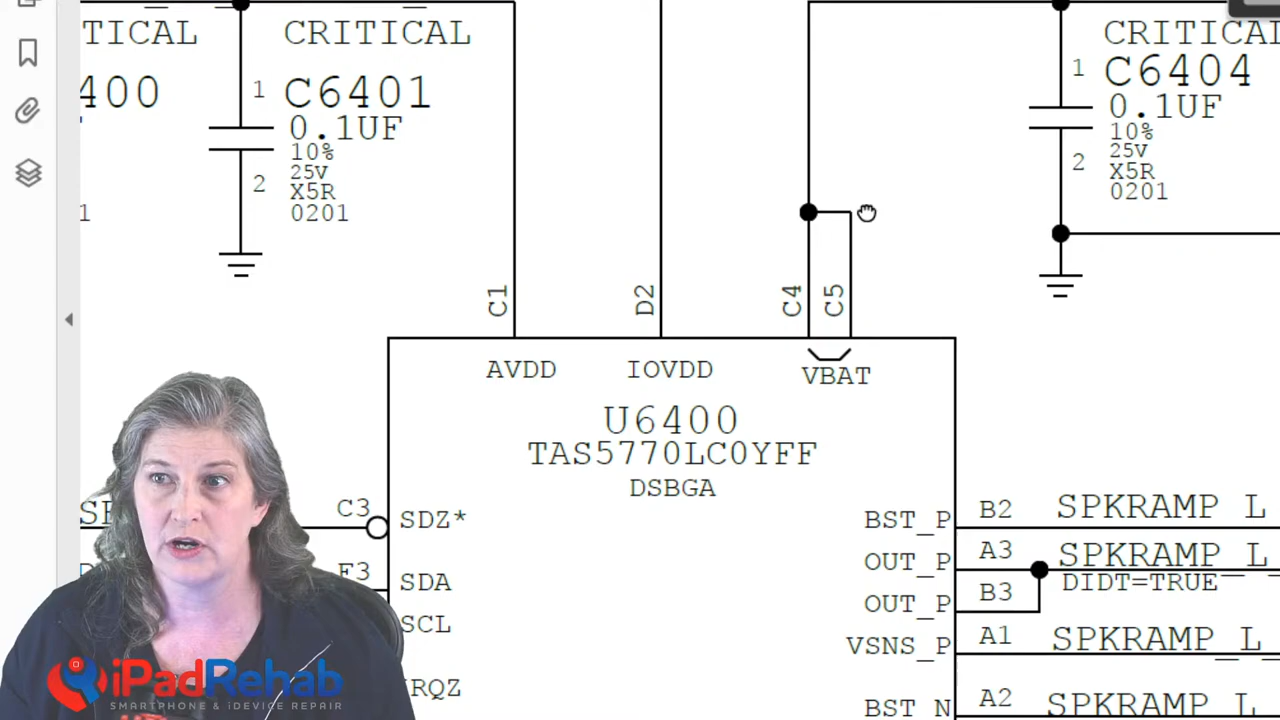 TICAL
CRITICAL
CRITICAL
400
1
C6401
0.1UF
10%
25V
X5R
0201
2
1
1
C6404
0.1UF
10%
25V
X5R
0201
2
C1
D2
C4
C5
AVDD
IOVDD
VBAT
U6400
TAS5770LC0YFF
DSBGA
C3
SDZ*
SDA
SCL
RQZ
BST_P
B2
SPKRAMP_L
OUT_P
A3
SPKRAMP_L
DIDT=TRUE
OUT_P
B3
VSNS_P
A1
SPKRAMP_L
BST_N
A2
SPKRAMP_L
iPadRehab
SMARTPHONE & iDEVICE REPAIR